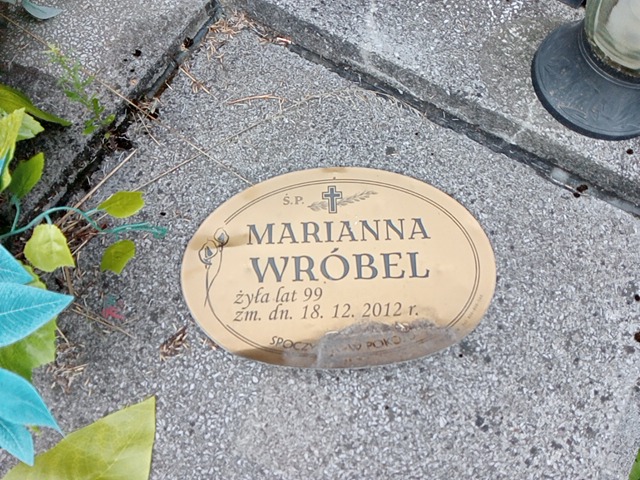 Ś.P.
MARIANNA
WRÓBEL
żyła lat 99
zm. dn. 18. 12. 2012 r.
W